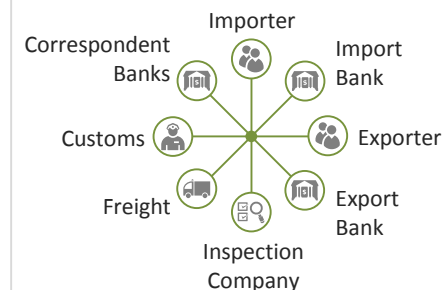 Importer
Correspondent
Banks
Import
Bank
Customs
Exporter
Freight
Export
Bank
Inspection
Company